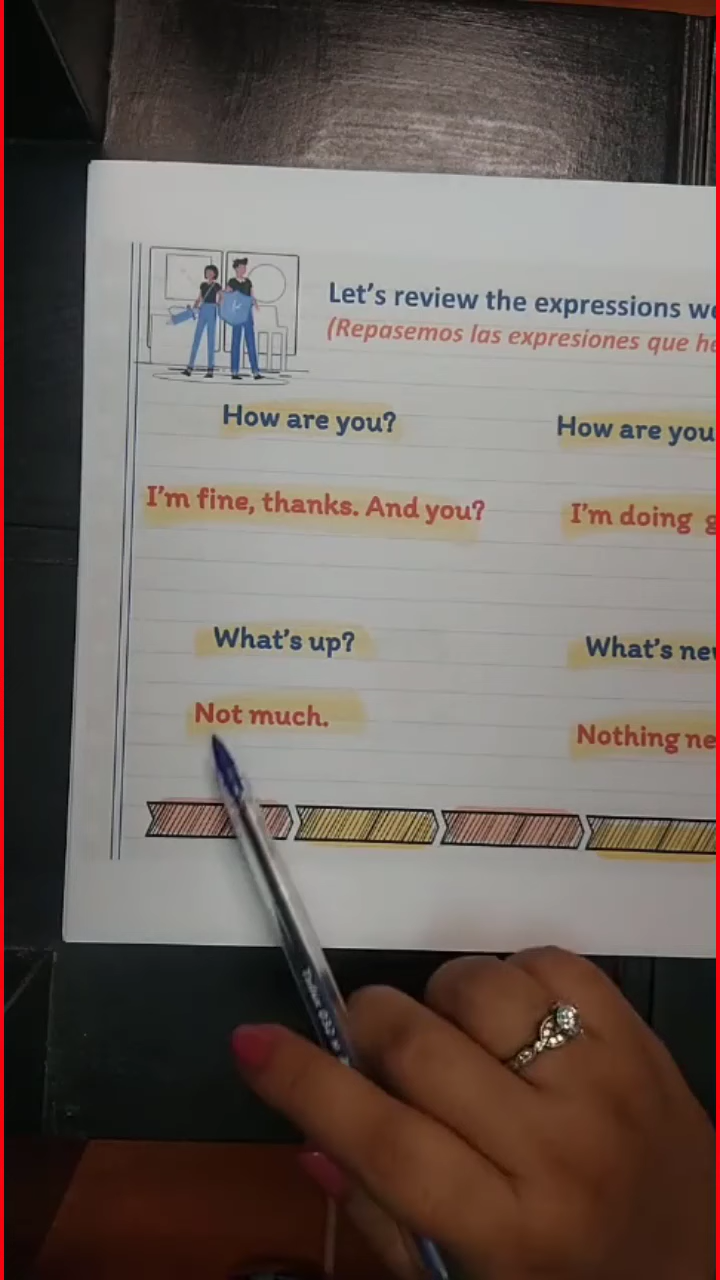 Let's review the expressions
(Repasemos las expresiones que
How are you?
How are you
I'm fine, thanks. And you?
I'm doing
What's up?
What's
Not much.
Nothing